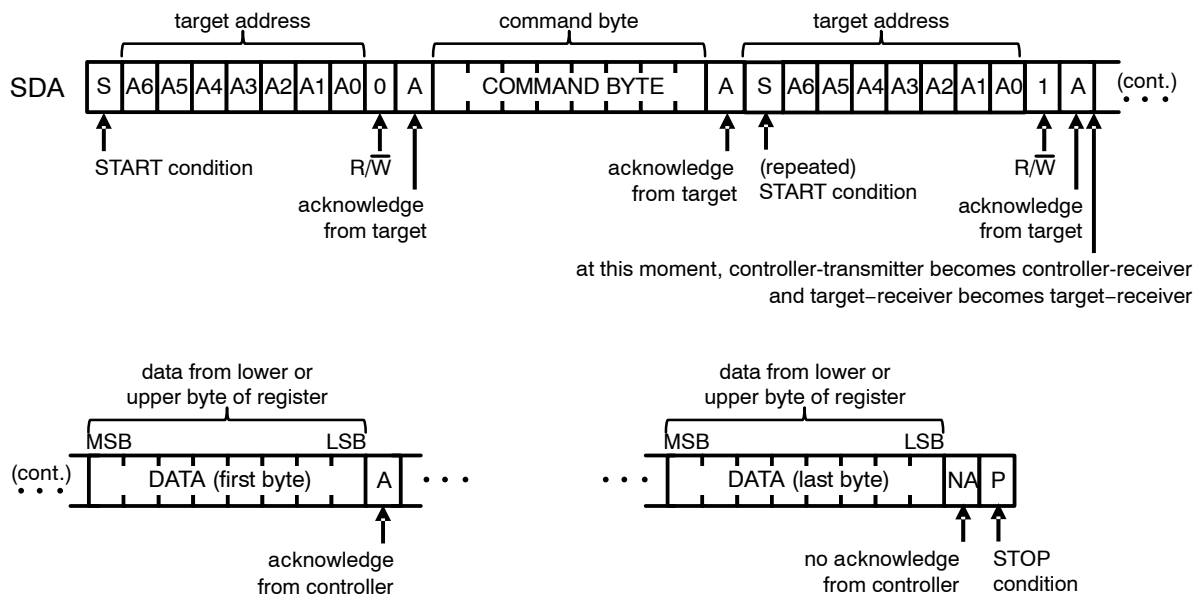 target address
command byte
target address
SDA S A6 A5 A4 A3 A2 A1 A0 0 A COMMAND BYTE A S A6 A5 A4 A3 A2 A1 A0 1 A (cont.)
START condition
R/W̅
acknowledge
from target
acknowledge
from target
(repeated)
START condition
R/W̅
acknowledge
from target
at this moment, controller-transmitter becomes controller-receiver
and target−receiver becomes target−receiver
data from lower or
upper byte of register
data from lower or
upper byte of register
MSB LSB
MSB LSB
(cont.) DATA (first byte) A DATA (last byte) NA P
acknowledge
from controller
no acknowledge
from controller
STOP
condition